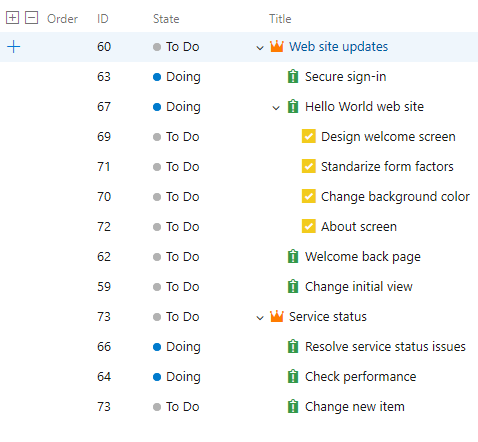 Order ID State Title
60 To Do Web site updates
63 Doing Secure sign-in
67 Doing Hello World web site
69 To Do Design welcome screen
71 To Do Standarize form factors
70 To Do Change background color
72 To Do About screen
62 To Do Welcome back page
59 To Do Change initial view
73 To Do Service status
66 Doing Resolve service status issues
64 Doing Check performance
73 To Do Change new item